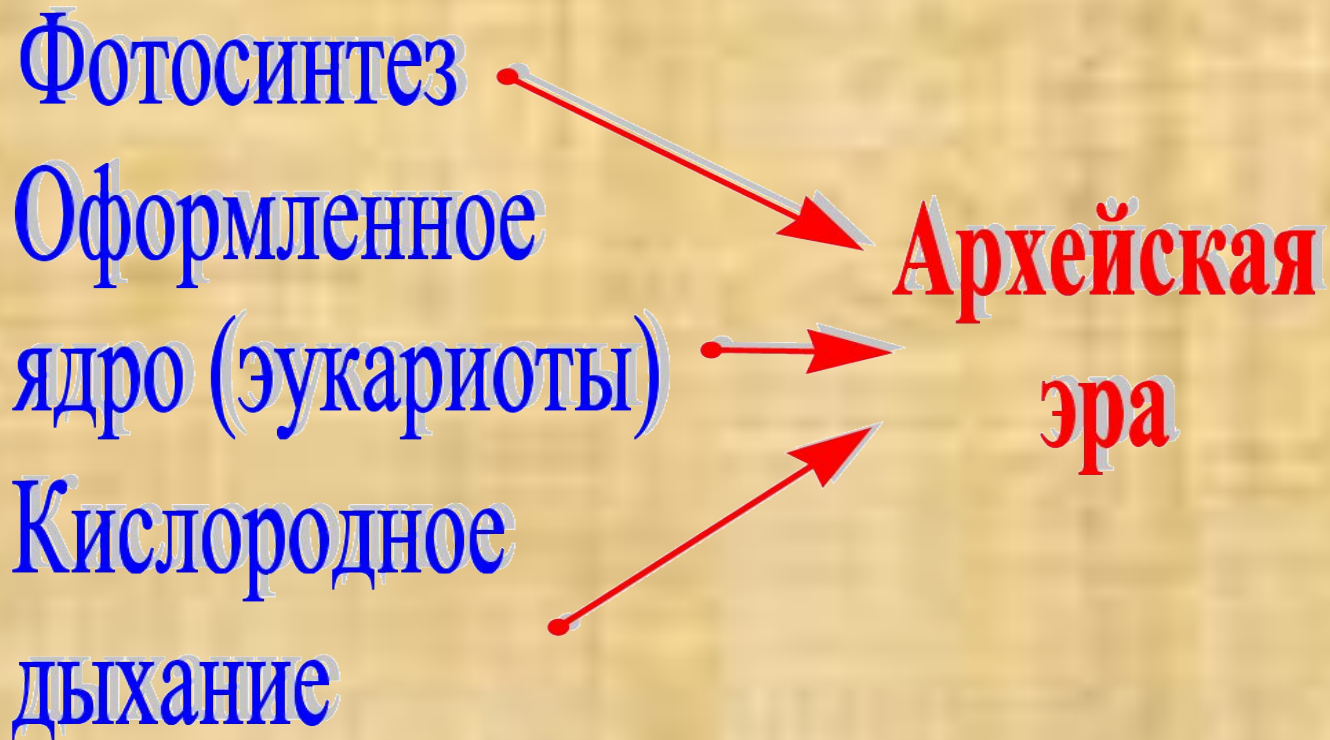 Фотосинтез
Оформленное
ядро (эукариоты)
Кислородное
дыхание
Архейская
эра